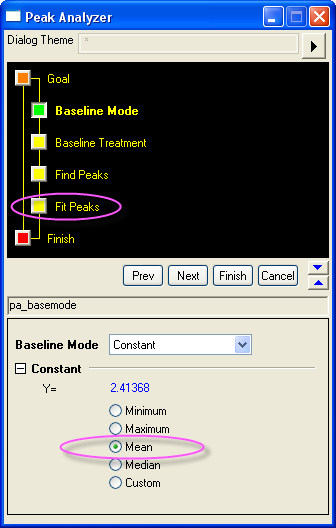 Peak Analyzer
Dialog Theme *
Goal
Baseline Mode
Baseline Treatment
Find Peaks
Fit Peaks
Finish
Prev Next Finish Cancel
pa_basemode
Baseline Mode Constant
Constant
Y= 2.41368
Minimum
Maximum
Mean
Median
Custom